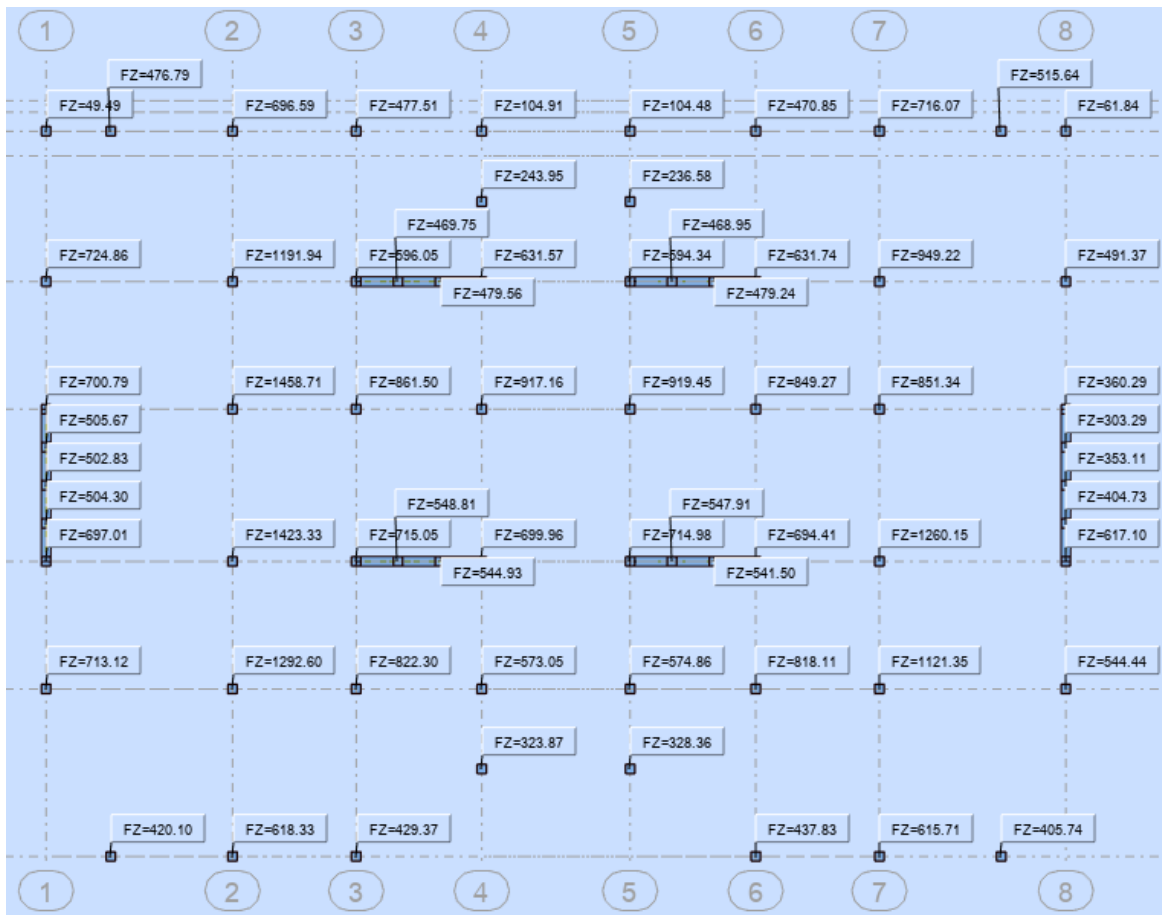 1 2 3 4 5 6 7 8
FZ=476.79 FZ=515.64
FZ=49.49 FZ=696.59 FZ=477.51 FZ=104.91 FZ=104.48 FZ=470.85 FZ=716.07 FZ=61.84
FZ=243.95 FZ=236.58
FZ=469.75 FZ=468.95
FZ=724.86 FZ=1191.94 FZ=596.05 FZ=631.57 FZ=594.34 FZ=631.74 FZ=949.22 FZ=491.37
FZ=479.56 FZ=479.24
FZ=700.79 FZ=1458.71 FZ=861.50 FZ=917.16 FZ=919.45 FZ=849.27 FZ=851.34 FZ=360.29
FZ=505.67 FZ=303.29
FZ=502.83 FZ=353.11
FZ=504.30 FZ=404.73
FZ=548.81 FZ=547.91
FZ=697.01 FZ=1423.33 FZ=715.05 FZ=699.96 FZ=714.98 FZ=694.41 FZ=1260.15 FZ=617.10
FZ=544.93 FZ=541.50
FZ=713.12 FZ=1292.60 FZ=822.30 FZ=573.05 FZ=574.86 FZ=818.11 FZ=1121.35 FZ=544.44
FZ=323.87 FZ=328.36
FZ=420.10 FZ=618.33 FZ=429.37 FZ=437.83 FZ=615.71 FZ=405.74
1 2 3 4 5 6 7 8